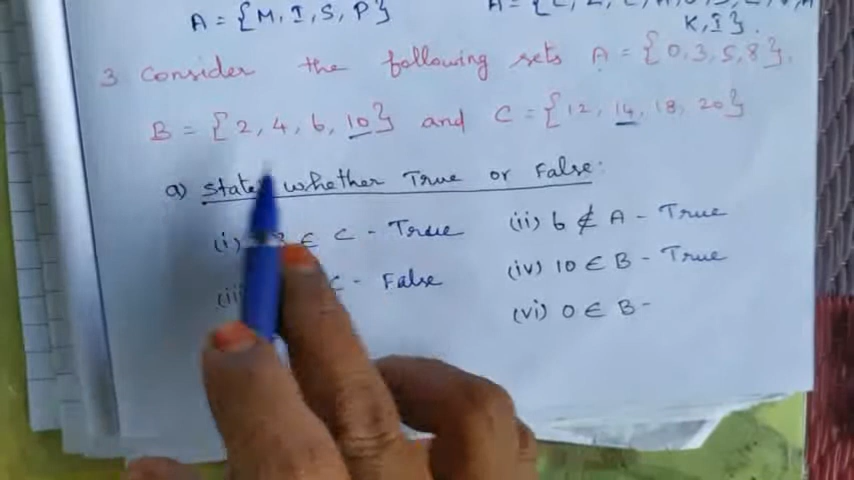 A = {M, I, S, P}
K, I}.
3 Consider the following sets A = {0, 3, 5, 8},
B = {2, 4, 6, 10} and C = {12, 14, 18, 20}
a) State whether True or False:
(i) ∈ C - True (ii) 6 ∉ A - True
(iii) C - False (iv) 10 ∈ B - True
(vi) 0 ∈ B -